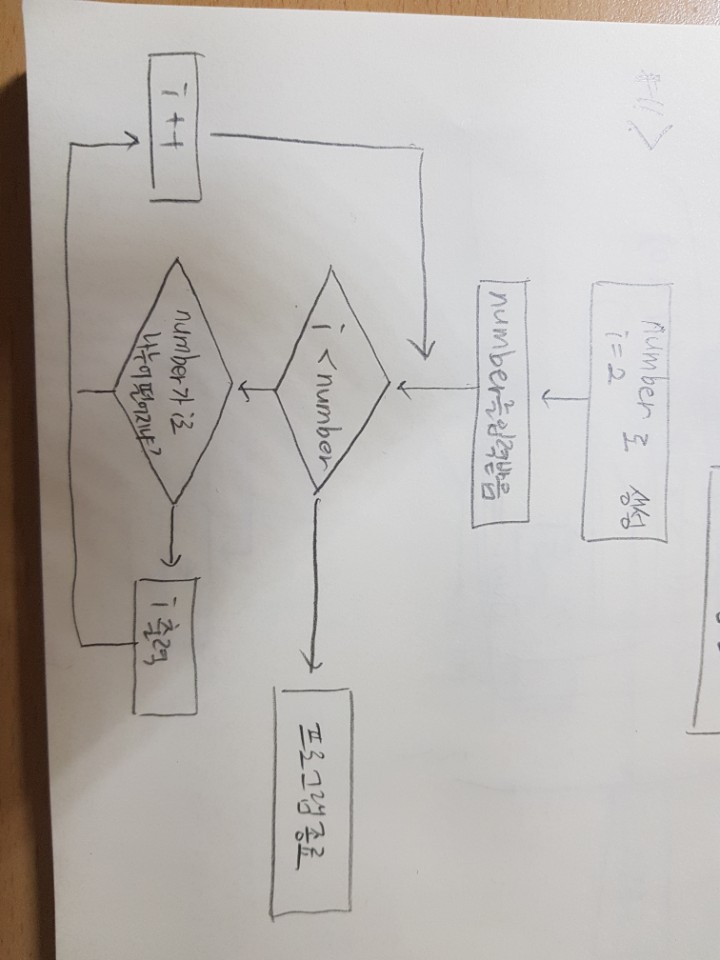 #11>
number 로 생성
i=2
number를 입력받음
i < number
number가 i로
나누어 떨어지냐?
i 출력
i++
프로그램 종료